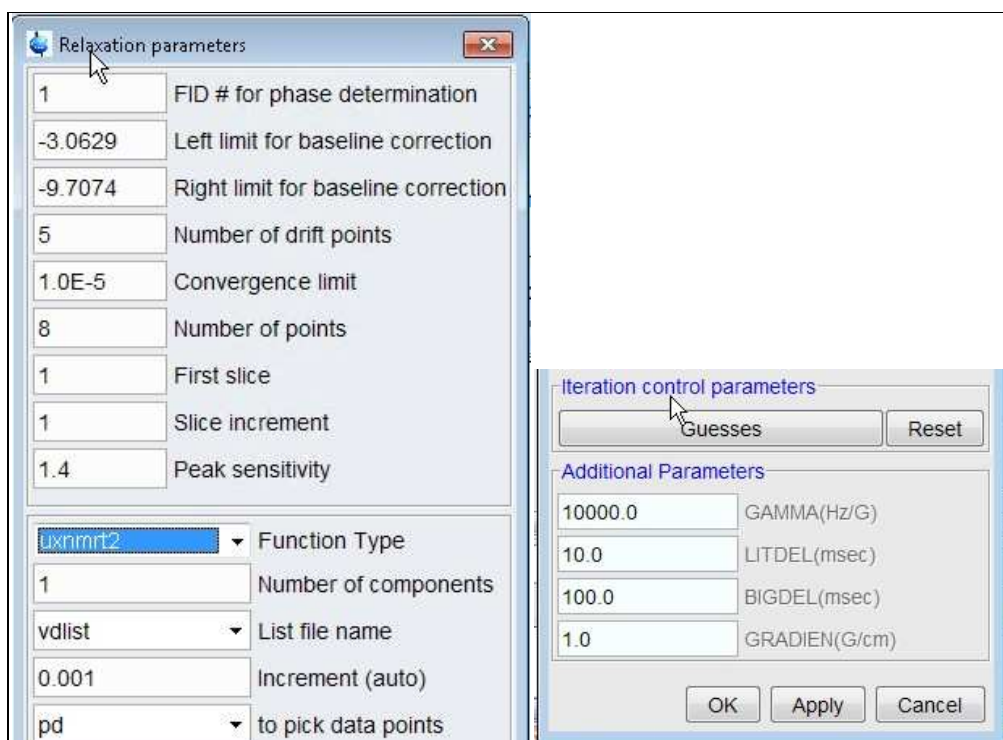 Relaxation parameters
1 FID # for phase determination
-3.0629 Left limit for baseline correction
-9.7074 Right limit for baseline correction
5 Number of drift points
1.0E-5 Convergence limit
8 Number of points
1 First slice
1 Slice increment
1.4 Peak sensitivity
uxnmrt2 Function Type
1 Number of components
vdlist List file name
0.001 Increment (auto)
pd to pick data points
Iteration control parameters
Guesses Reset
Additional Parameters
10000.0 GAMMA(Hz/G)
10.0 LITDEL(msec)
100.0 BIGDEL(msec)
1.0 GRADIEN(G/cm)
OK Apply Cancel